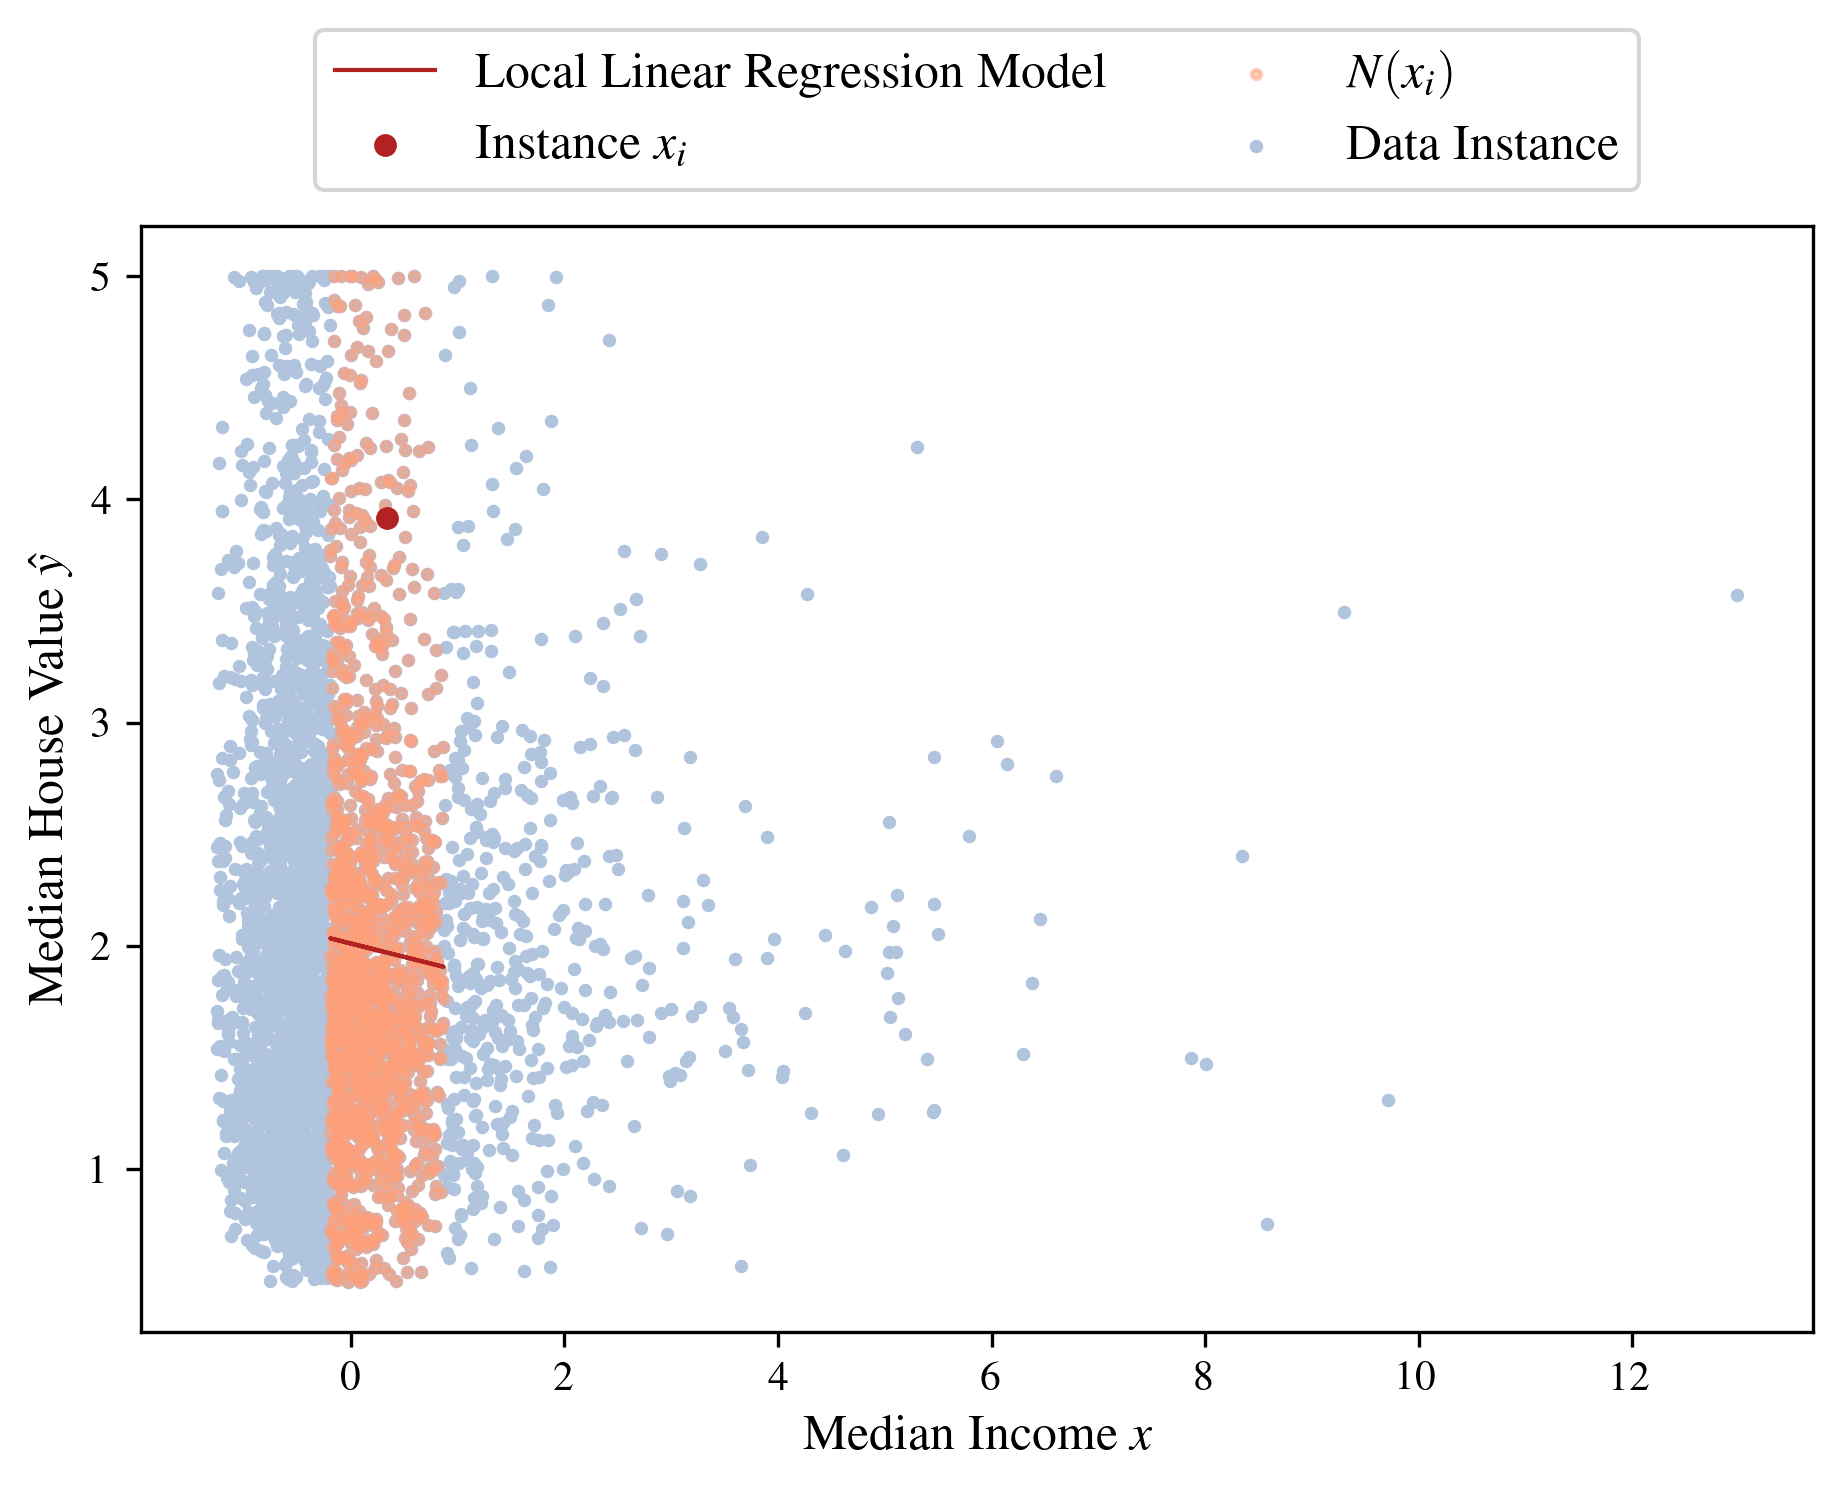 Local Linear Regression Model
Instance xᵢ
N(xᵢ)
Data Instance
5
4
3
2
1
Median House Value ŷ
0 2 4 6 8 10 12
Median Income x